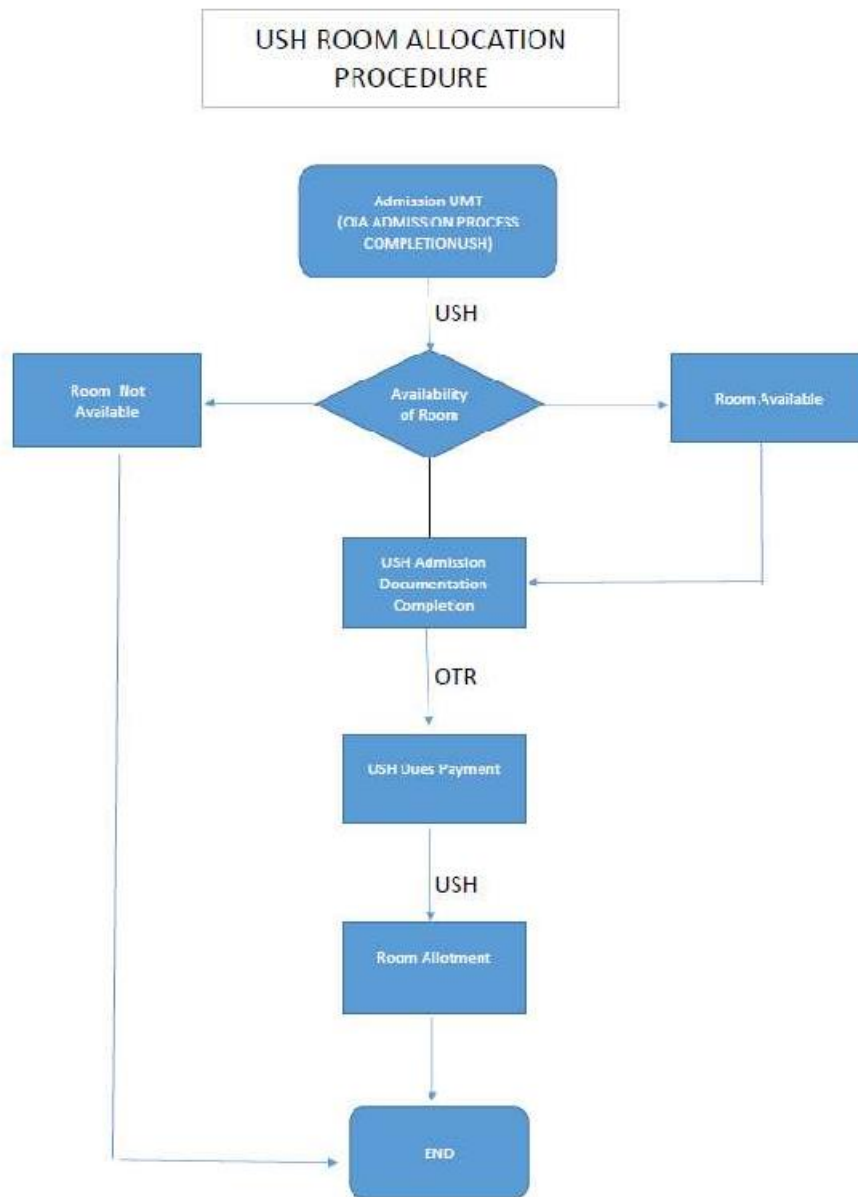 USH ROOM ALLOCATION
PROCEDURE
Admission UMT
(OIA ADMISSION PROCESS
COMPLETIONUSH)
USH
Room Not
Available
Availability
of Room
Room Available
USH Admission
Documentation
Completion
OTR
USH Dues Payment
USH
Room Allotment
END